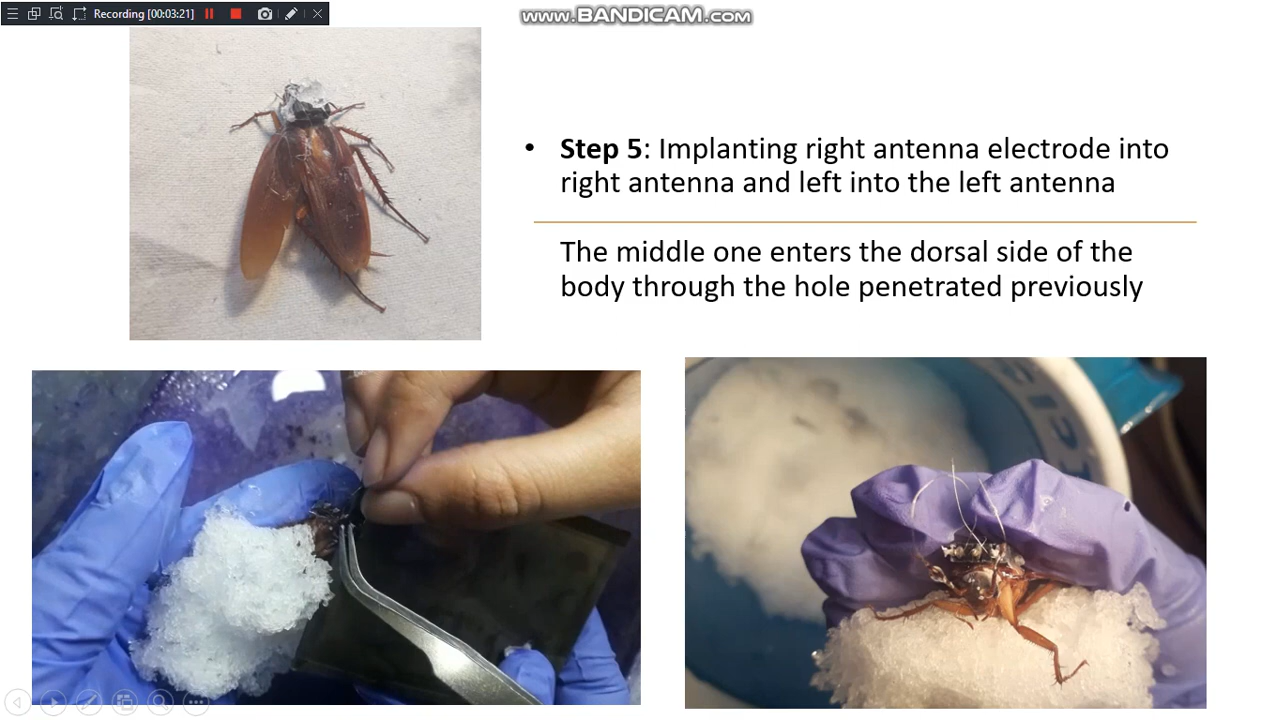 Recording [00:03:21]
www.BANDICAM.com
• Step 5: Implanting right antenna electrode into
right antenna and left into the left antenna
The middle one enters the dorsal side of the
body through the hole penetrated previously